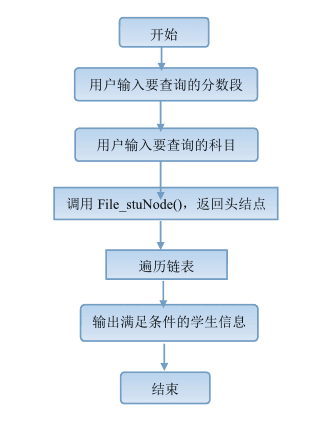 开始
用户输入要查询的分数段
用户输入要查询的科目
调用 File_stuNode()，返回头结点
遍历链表
输出满足条件的学生信息
结束